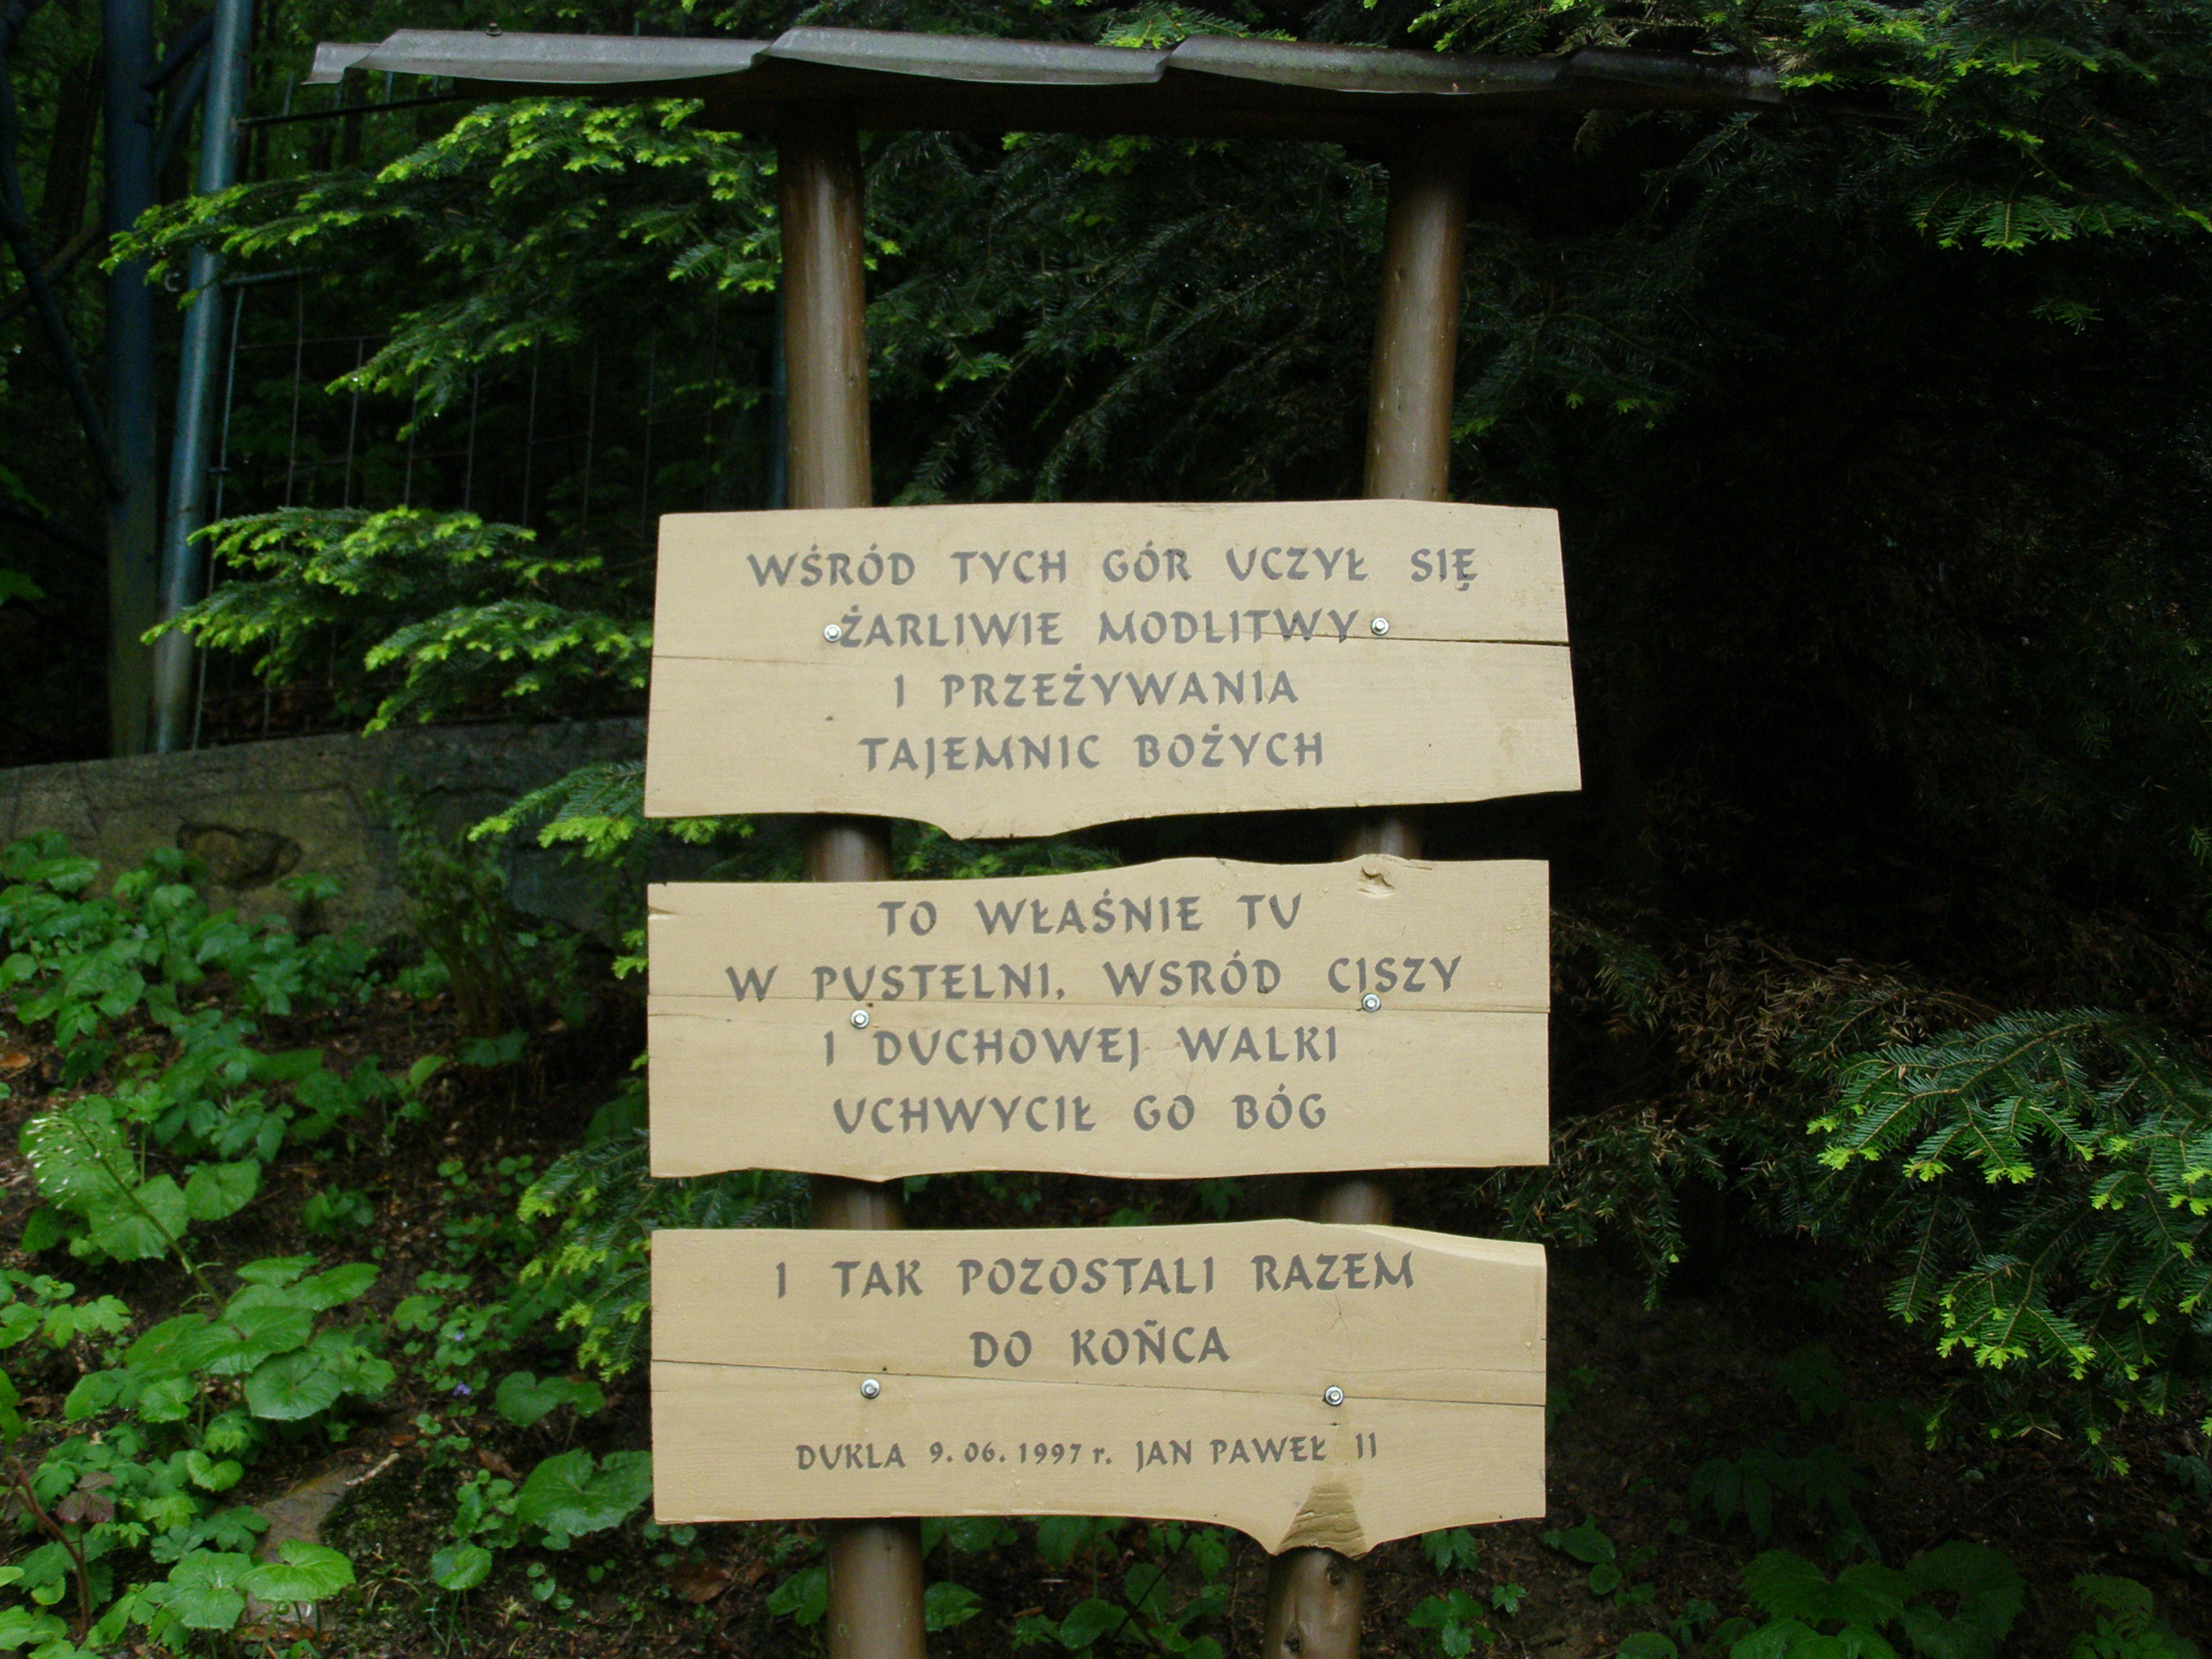 WŚRÓD TYCH GÓR UCZYŁ SIĘ
ŻARLIWIE MODLITWY
I PRZEŻYWANIA
TAJEMNIC BOŻYCH
TO WŁAŚNIE TU
W PUSTELNI, WSRÓD CISZY
I DUCHOWEJ WALKI
UCHWYCIŁ GO BÓG
I TAK POZOSTALI RAZEM
DO KOÑCA
DUKLA 9.06.1997 r. JAN PAWEŁ II